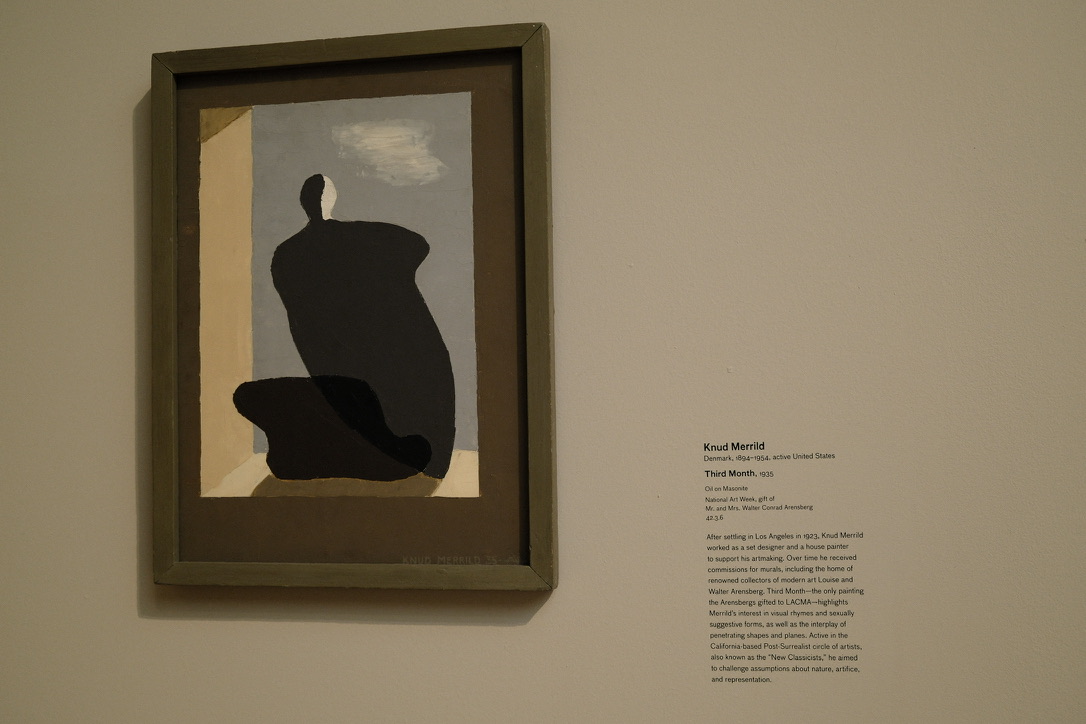 KNUD MERRILD 35
Knud Merrild
Denmark, 1894–1954, active United States
Third Month, 1935
Oil on Masonite
National Art Week, gift of
Mr. and Mrs. Walter Conrad Arensberg
42.3.6
After settling in Los Angeles in 1923, Knud Merrild
worked as a set designer and a house painter
to support his artmaking. Over time he received
commissions for murals, including the home of
renowned collectors of modern art Louise and
Walter Arensberg. Third Month—the only painting
the Arensbergs gifted to LACMA—highlights
Merrild's interest in visual rhymes and sexually
suggestive forms, as well as the interplay of
penetrating shapes and planes. Active in the
California-based Post-Surrealist circle of artists,
also known as the "New Classicists," he aimed
to challenge assumptions about nature, artifice,
and representation.